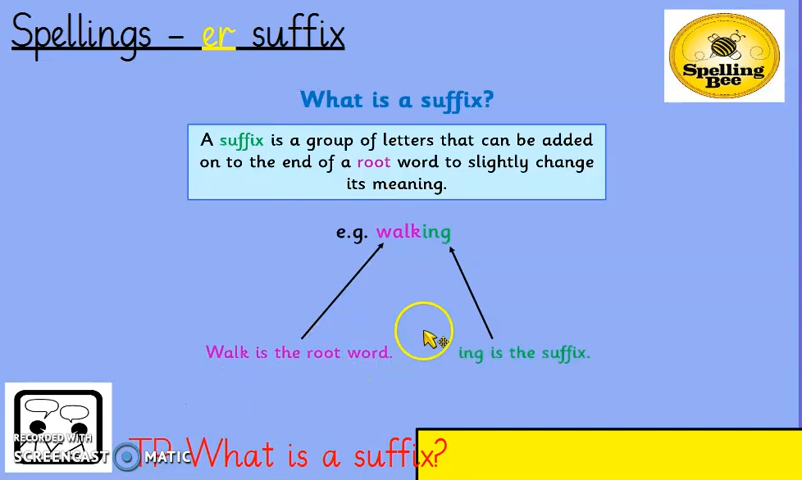 Spellings – er suffix
Spelling
Bee
What is a suffix?
A suffix is a group of letters that can be added
on to the end of a root word to slightly change
its meaning.
e.g. walking
Walk is the root word.
ing is the suffix.
RECORDED WITH
SCREENCAST MATIC
TP What is a suffix?